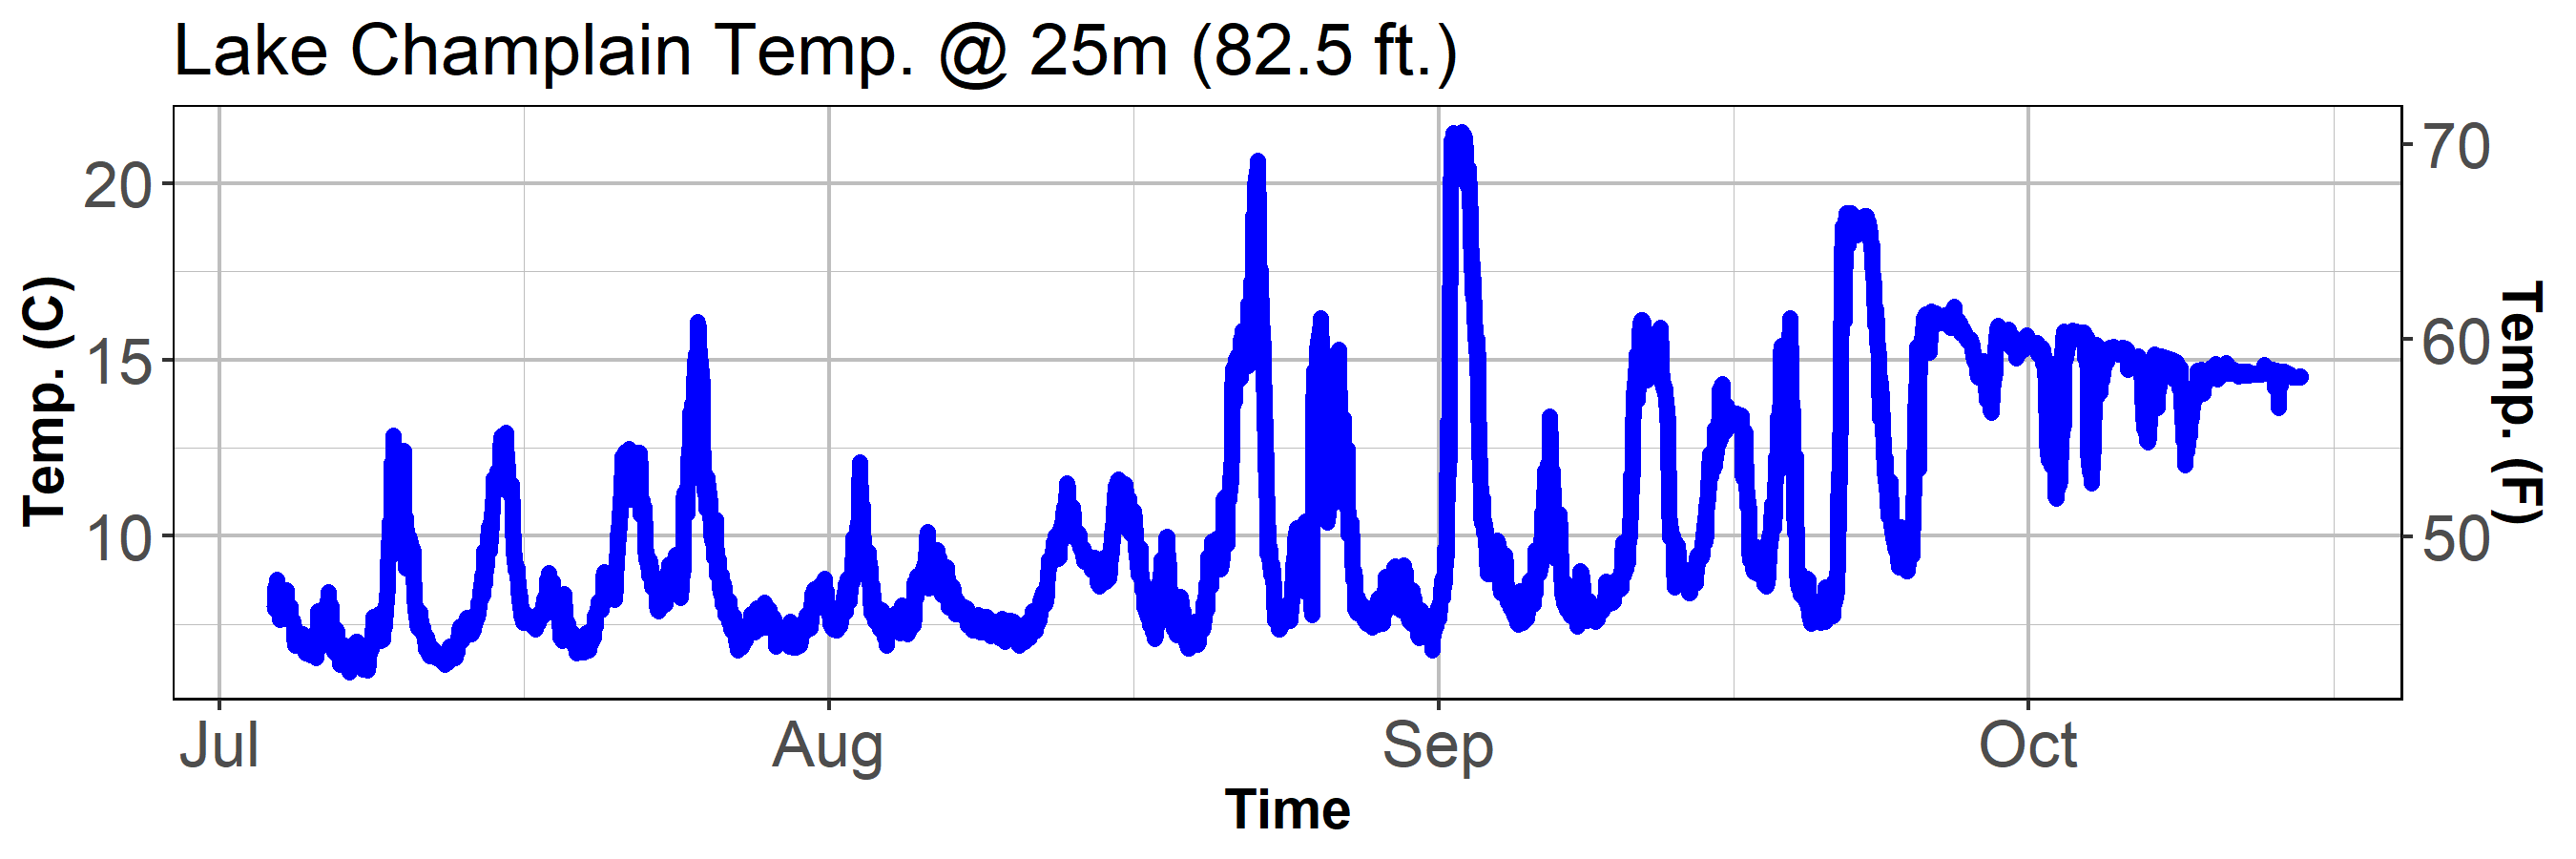 Lake Champlain Temp. @ 25m (82.5 ft.)
Temp. (C)
20
15
10
70
60
50
Temp. (F)
Jul Aug Sep Oct
Time